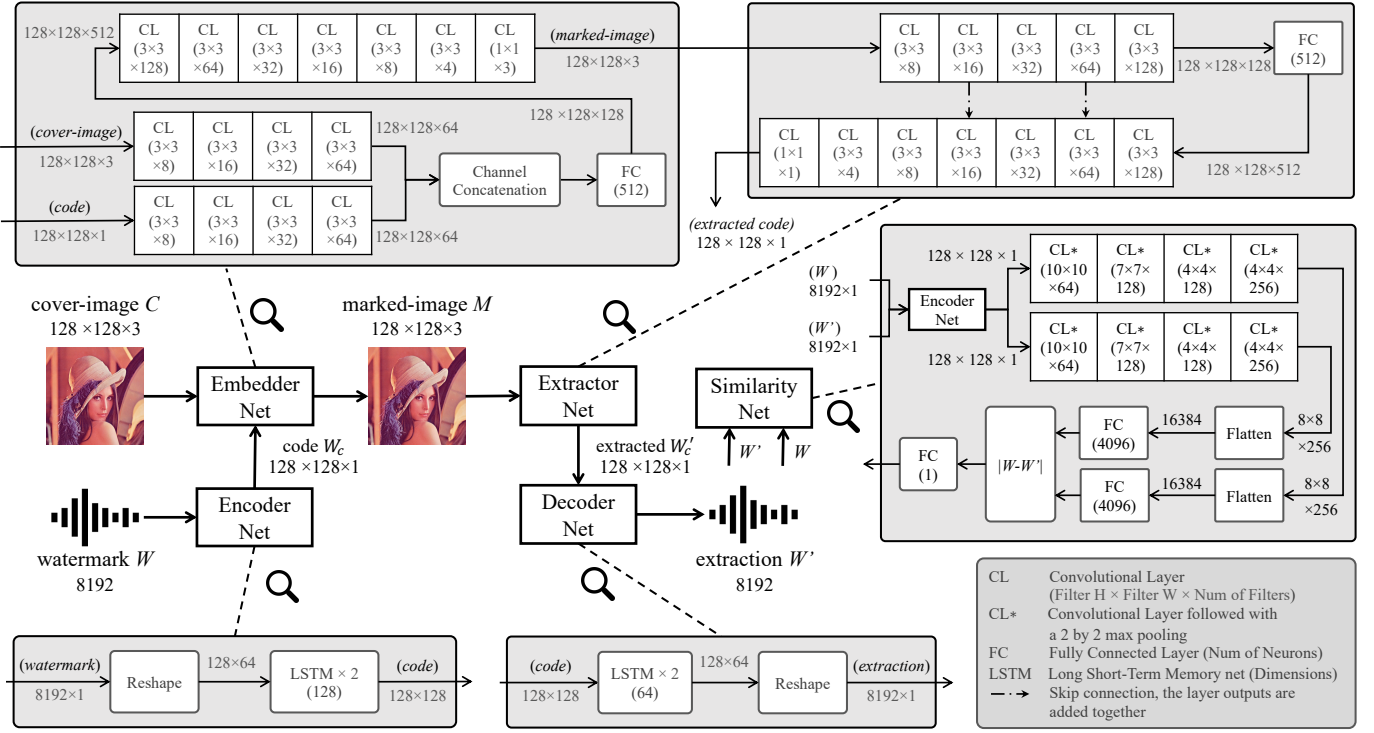 128×128×512
CL
(3×3
×128)
CL
(3×3
×64)
CL
(3×3
×32)
CL
(3×3
×16)
CL
(3×3
×8)
CL
(3×3
×4)
CL
(1×1
×3)
(marked-image)
128×128×3
(cover-image)
128×128×3
CL
(3×3
×8)
CL
(3×3
×16)
CL
(3×3
×32)
CL
(3×3
×64)
128×128×64
128 ×128×128
Channel
Concatenation
FC
(512)
(code)
128×128×1
CL
(3×3
×8)
CL
(3×3
×16)
CL
(3×3
×32)
CL
(3×3
×64)
128×128×64
CL
(3×3
×8)
CL
(3×3
×16)
CL
(3×3
×32)
CL
(3×3
×64)
CL
(3×3
×128)
128 ×128×128
FC
(512)
CL
(1×1
×1)
CL
(3×3
×4)
CL
(3×3
×8)
CL
(3×3
×16)
CL
(3×3
×32)
CL
(3×3
×64)
CL
(3×3
×128)
128 ×128×512
(extracted code)
128 × 128 × 1
cover-image C
128 ×128×3
marked-image M
128 ×128×3
Embedder
Net
Extractor
Net
Similarity
Net
code Wc
128 ×128×1
extracted Wc′
128 ×128×1
W’
W
Encoder
Net
Decoder
Net
watermark W
8192
extraction W’
8192
(W)
8192×1
(W’)
8192×1
Encoder
Net
128 × 128 × 1
128 × 128 × 1
CL*
(10×10
×64)
CL*
(7×7×
128)
CL*
(4×4×
128)
CL*
(4×4×
256)
CL*
(10×10
×64)
CL*
(7×7×
128)
CL*
(4×4×
128)
CL*
(4×4×
256)
FC
(1)
|W-W’|
FC
(4096)
16384
Flatten
8×8
×256
FC
(4096)
16384
Flatten
8×8
×256
(watermark)
8192×1
Reshape
128×64
LSTM × 2
(128)
(code)
128×128
(code)
128×128
LSTM × 2
(64)
128×64
Reshape
(extraction)
8192×1
CL Convolutional Layer
(Filter H × Filter W × Num of Filters)
CL* Convolutional Layer followed with
a 2 by 2 max pooling
FC Fully Connected Layer (Num of Neurons)
LSTM Long Short-Term Memory net (Dimensions)
Skip connection, the layer outputs are
added together